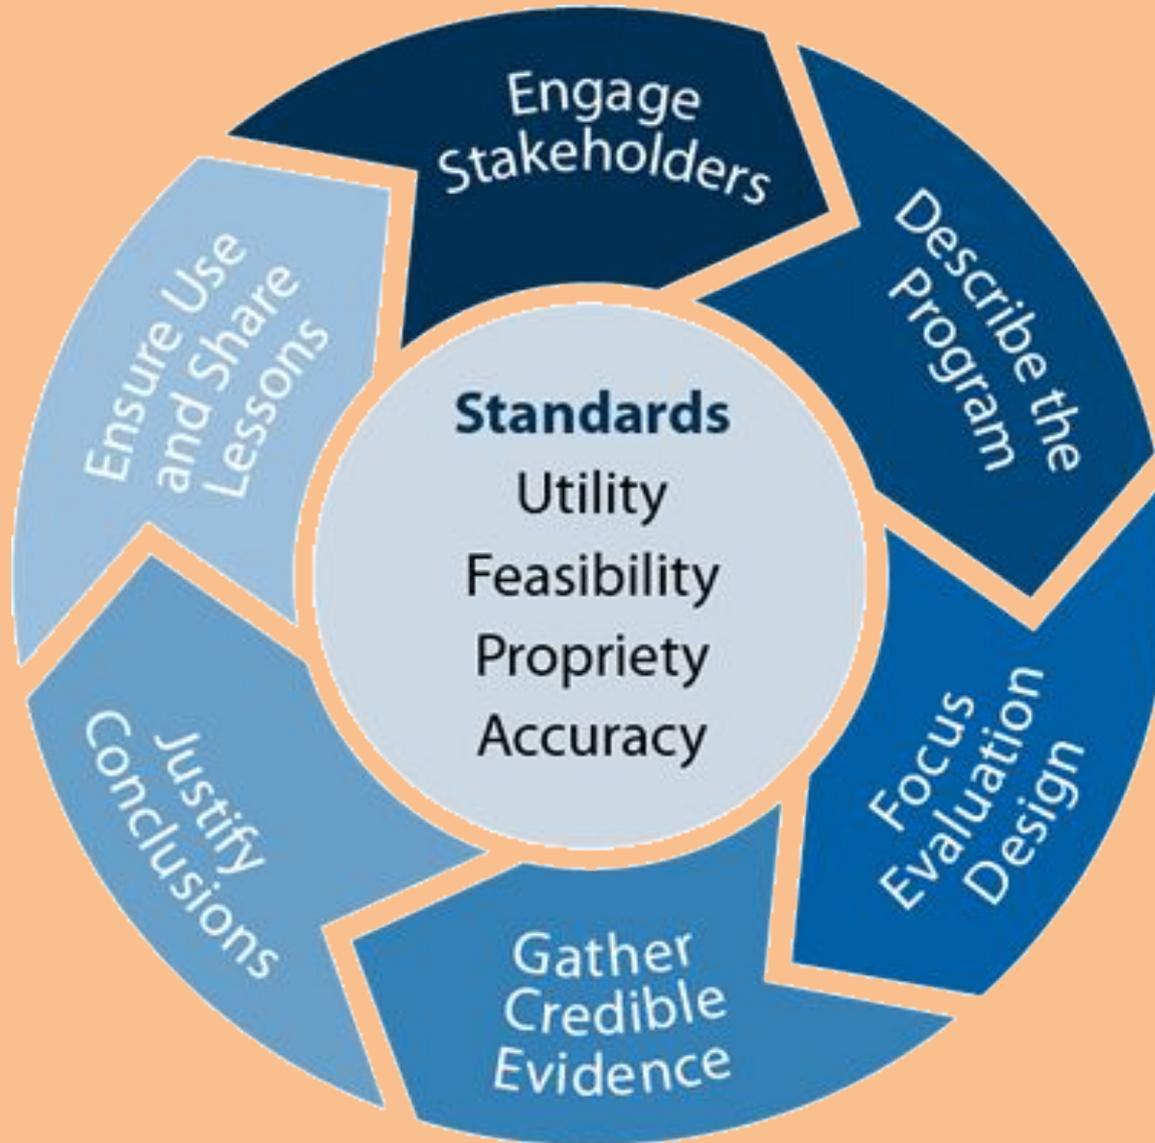 Engage
Stakeholders
Describe the
Program
Focus
Evaluation
Design
Gather
Credible
Evidence
Justify
Conclusions
Ensure Use
and Share
Lessons
Standards
Utility
Feasibility
Propriety
Accuracy